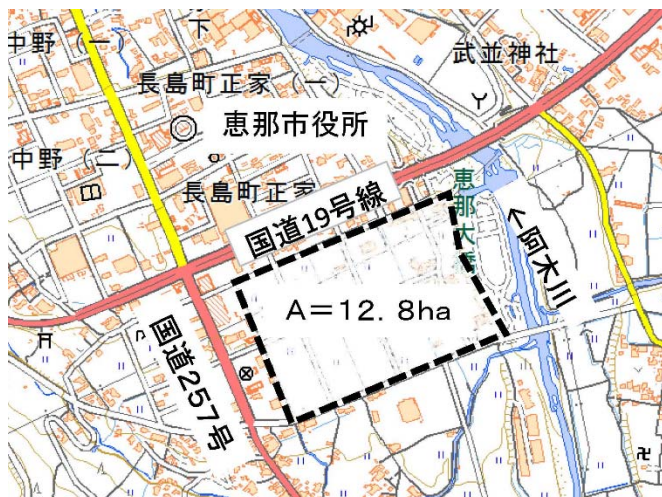 中野(一)
下
長島町正家(一)
武並神社
恵那市役所
中野(二)
長島町正家
国道19号線
恵那大橋
←阿木川
A=12.8ha
国道257号